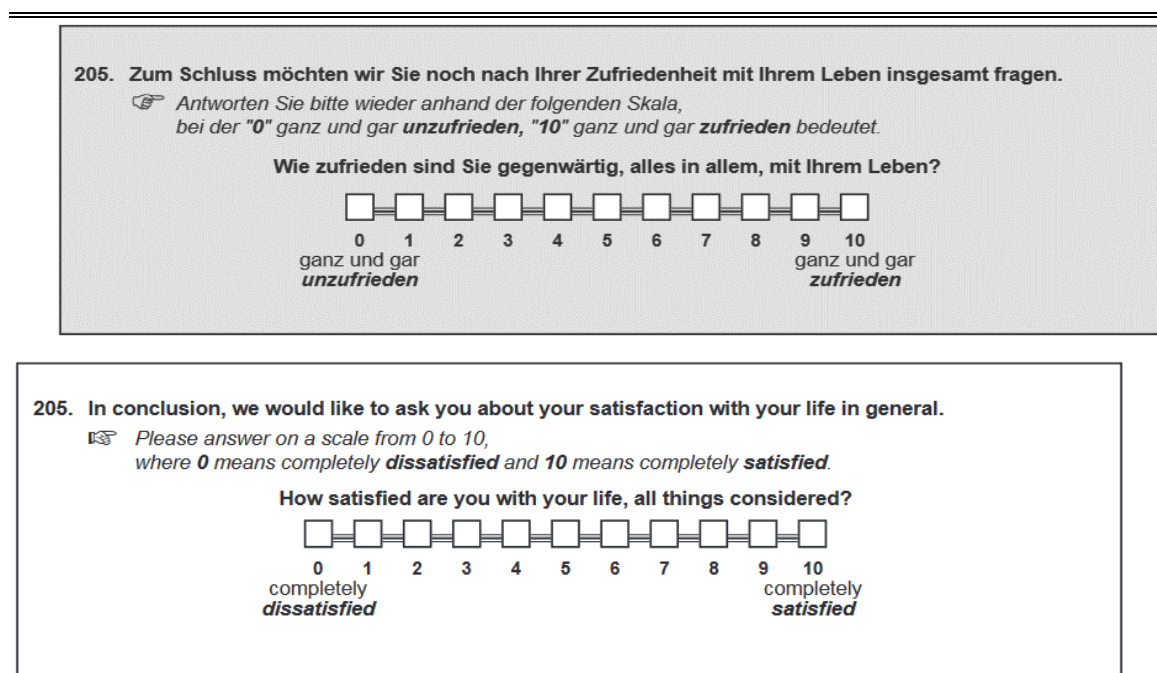 205. Zum Schluss möchten wir Sie noch nach Ihrer Zufriedenheit mit Ihrem Leben insgesamt fragen.
Antworten Sie bitte wieder anhand der folgenden Skala,
bei der "0" ganz und gar unzufrieden, "10" ganz und gar zufrieden bedeutet.
Wie zufrieden sind Sie gegenwärtig, alles in allem, mit Ihrem Leben?
0 1 2 3 4 5 6 7 8 9 10
ganz und gar ganz und gar
unzufrieden zufrieden
205. In conclusion, we would like to ask you about your satisfaction with your life in general.
Please answer on a scale from 0 to 10,
where 0 means completely dissatisfied and 10 means completely satisfied.
How satisfied are you with your life, all things considered?
0 1 2 3 4 5 6 7 8 9 10
completely completely
dissatisfied satisfied